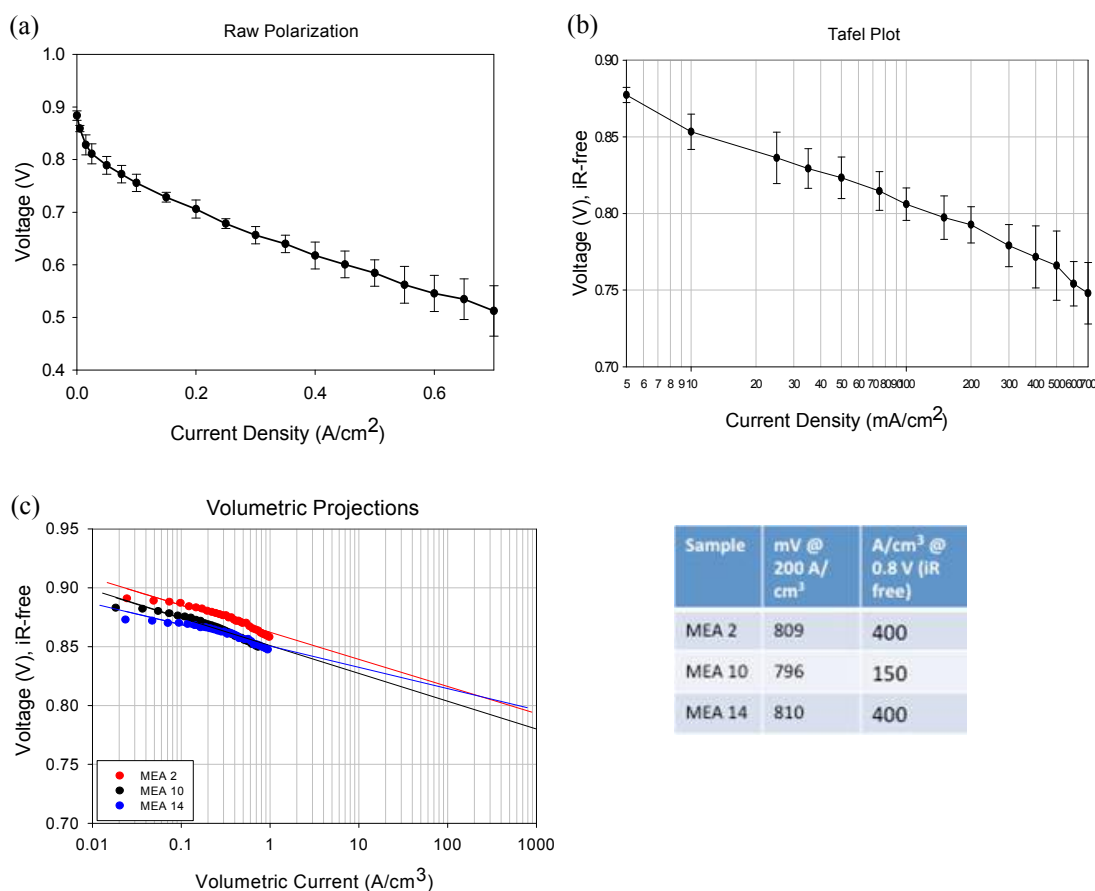 (a)
Raw Polarization
1.0
0.9
0.8
0.7
0.6
0.5
0.4
Voltage (V)
0.0 0.2 0.4 0.6
Current Density (A/cm2)
(b)
Tafel Plot
0.90
0.85
0.80
0.75
0.70
Voltage (V), iR-free
5 6 7 8 9 10 20 30 40 50 60 70 80 90 100 200 300 400 500 600 700
Current Density (mA/cm2)
(c)
Volumetric Projections
0.95
0.90
0.85
0.80
0.75
0.70
Voltage (V), iR-free
MEA 2
MEA 10
MEA 14
0.01 0.1 1 10 100 1000
Volumetric Current (A/cm3)
Sample mV @ A/cm3 @
200 A/ 0.8 V (iR
cm3 free)
MEA 2 809 400
MEA 10 796 150
MEA 14 810 400